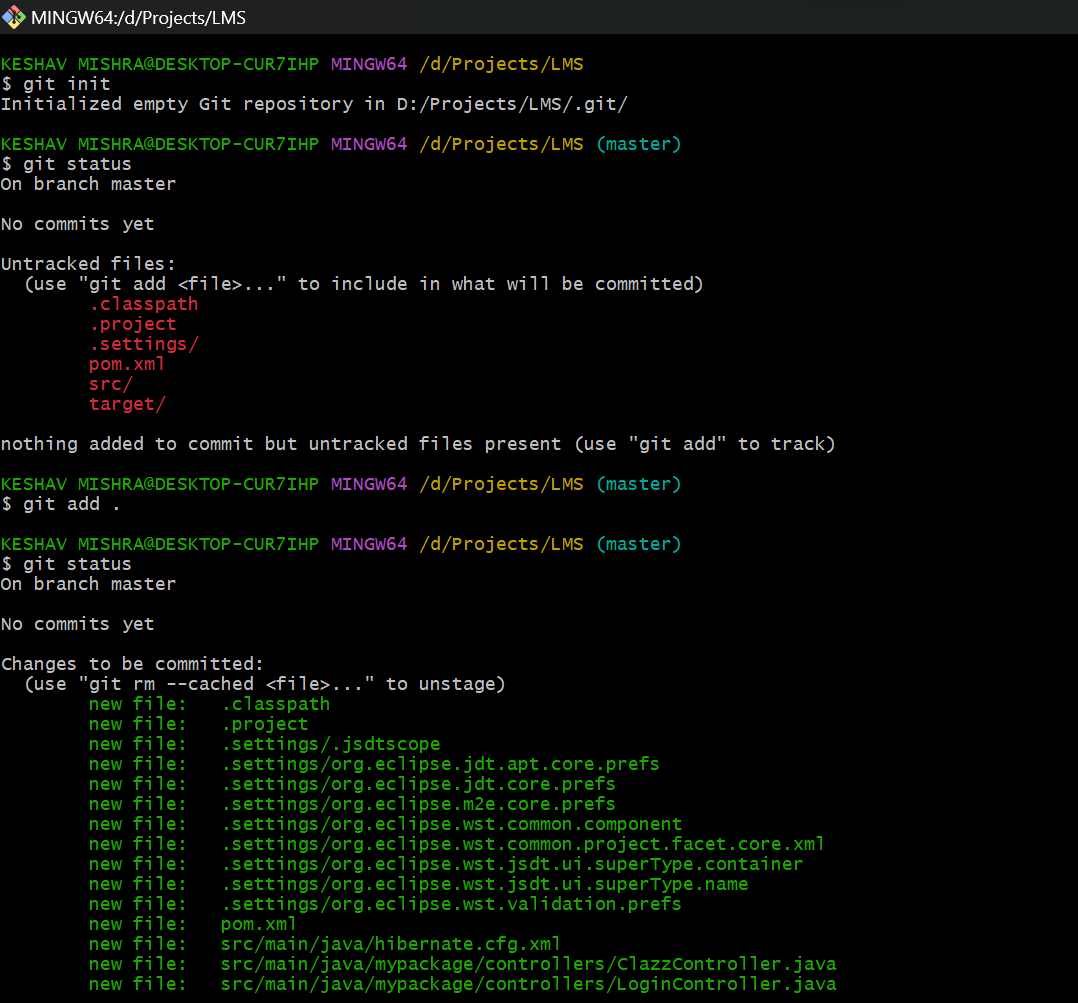 MINGW64:/d/Projects/LMS
KESHAV MISHRA@DESKTOP-CUR7IHP MINGW64 /d/Projects/LMS
$ git init
Initialized empty Git repository in D:/Projects/LMS/.git/
KESHAV MISHRA@DESKTOP-CUR7IHP MINGW64 /d/Projects/LMS (master)
$ git status
On branch master
No commits yet
Untracked files:
(use "git add <file>..." to include in what will be committed)
.classpath
.project
.settings/
pom.xml
src/
target/
nothing added to commit but untracked files present (use "git add" to track)
KESHAV MISHRA@DESKTOP-CUR7IHP MINGW64 /d/Projects/LMS (master)
$ git add .
KESHAV MISHRA@DESKTOP-CUR7IHP MINGW64 /d/Projects/LMS (master)
$ git status
On branch master
No commits yet
Changes to be committed:
(use "git rm --cached <file>..." to unstage)
new file: .classpath
new file: .project
new file: .settings/.jsdtscope
new file: .settings/org.eclipse.jdt.apt.core.prefs
new file: .settings/org.eclipse.jdt.core.prefs
new file: .settings/org.eclipse.m2e.core.prefs
new file: .settings/org.eclipse.wst.common.component
new file: .settings/org.eclipse.wst.common.project.facet.core.xml
new file: .settings/org.eclipse.wst.jsdt.ui.superType.container
new file: .settings/org.eclipse.wst.jsdt.ui.superType.name
new file: .settings/org.eclipse.wst.validation.prefs
new file: pom.xml
new file: src/main/java/hibernate.cfg.xml
new file: src/main/java/mypackage/controllers/ClazzController.java
new file: src/main/java/mypackage/controllers/LoginController.java